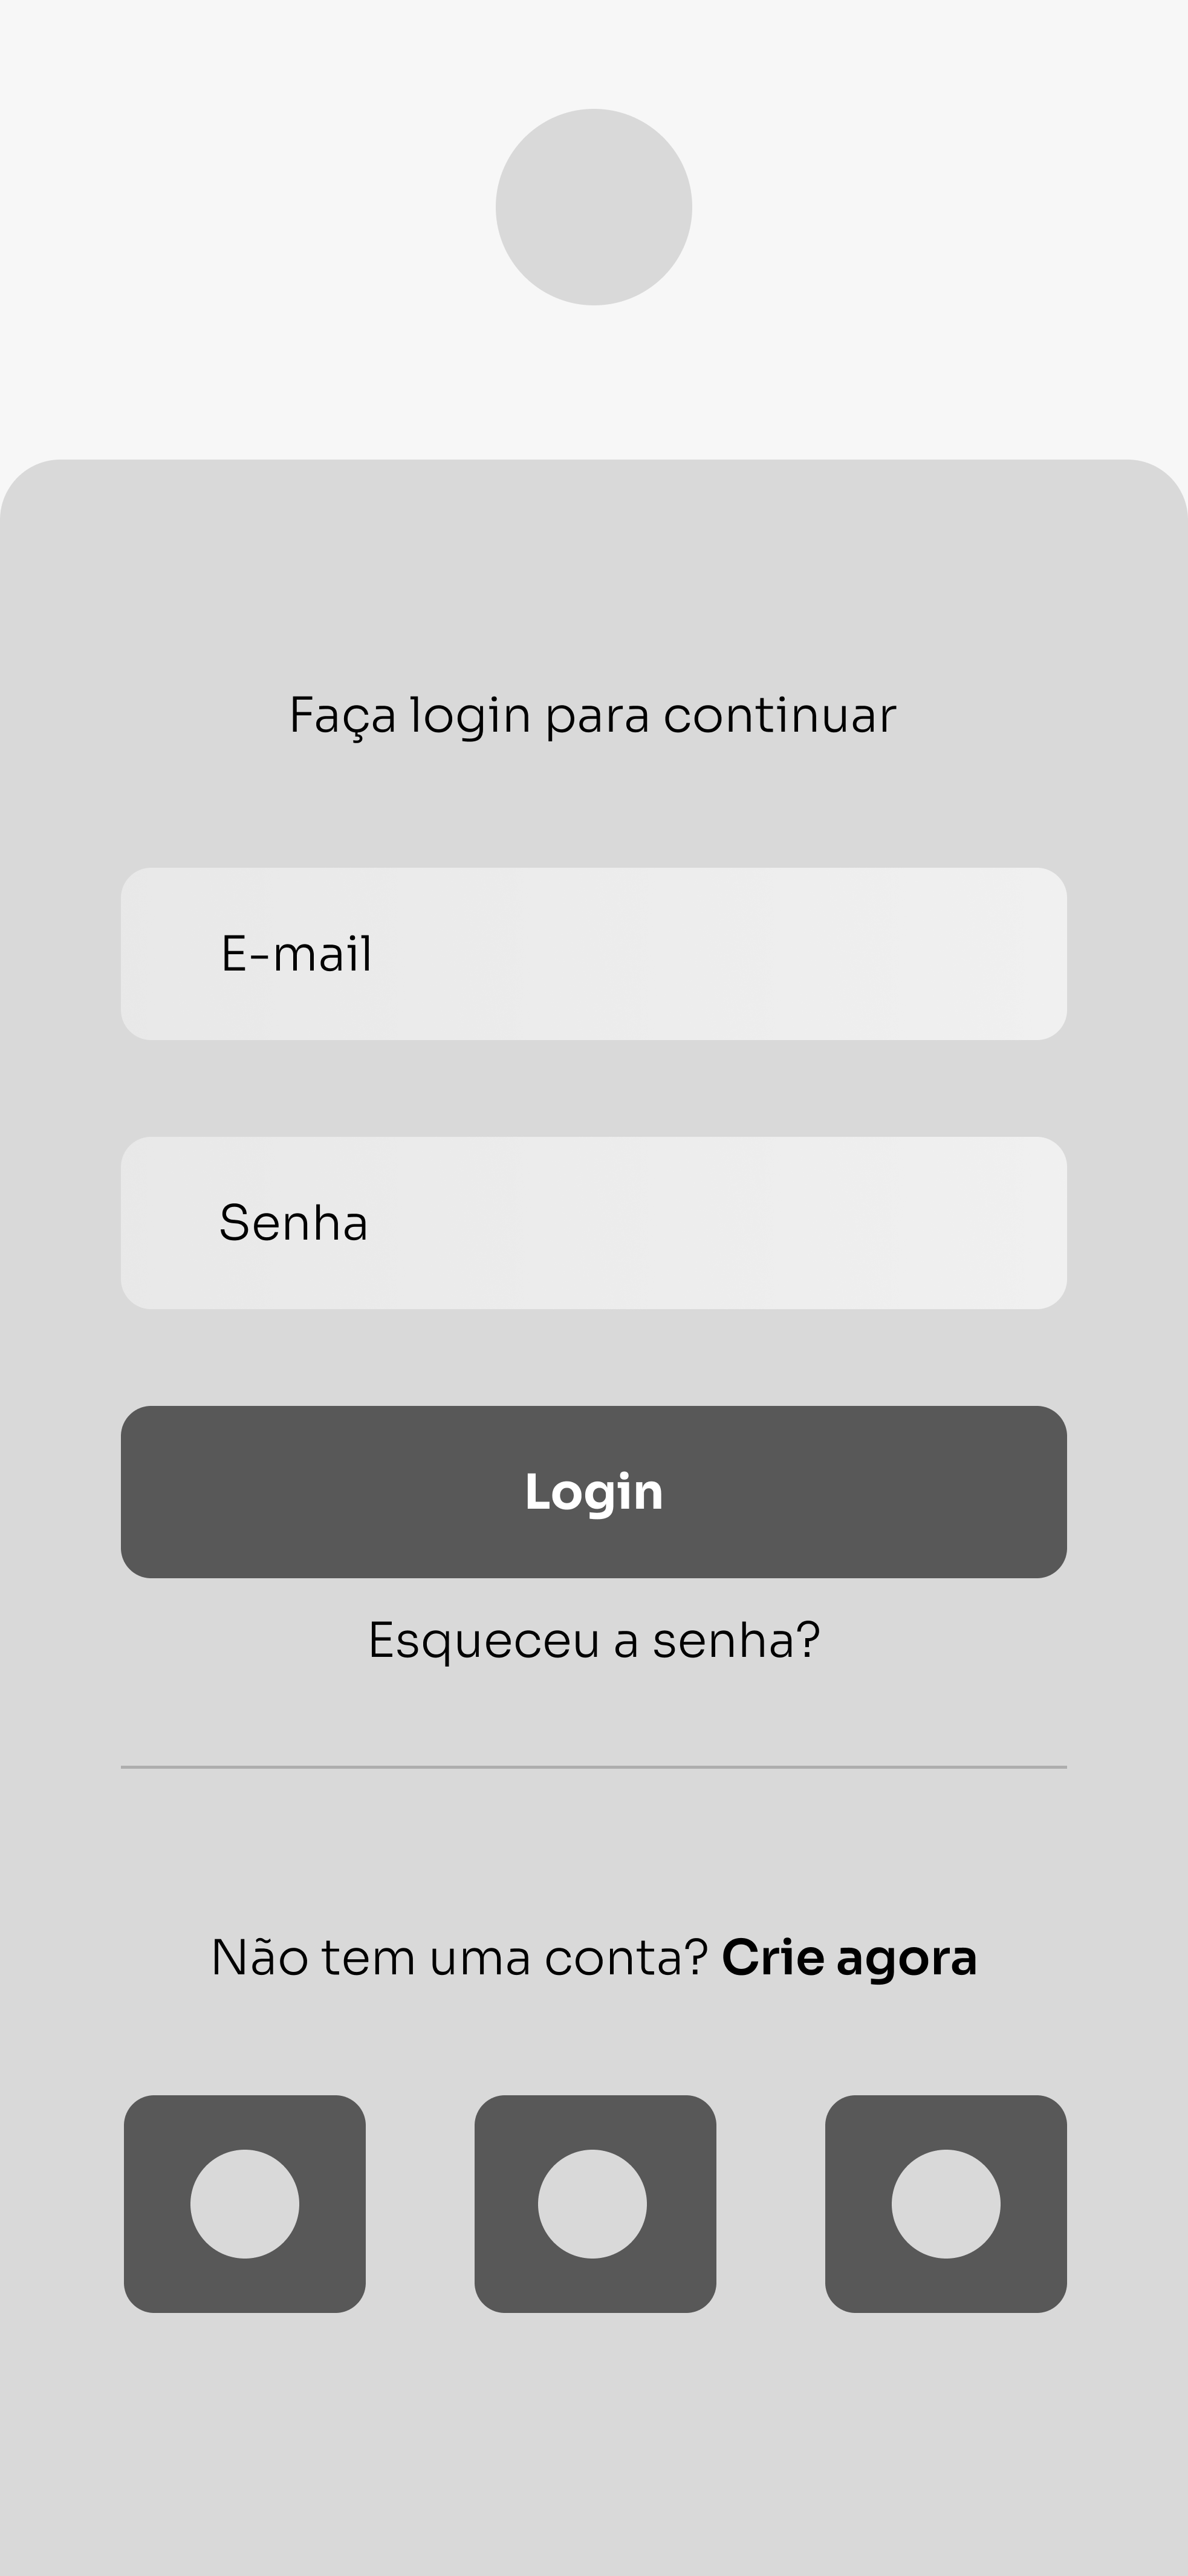 Faça login para continuar
E-mail
Senha
Login
Esqueceu a senha?
Não tem uma conta? Crie agora